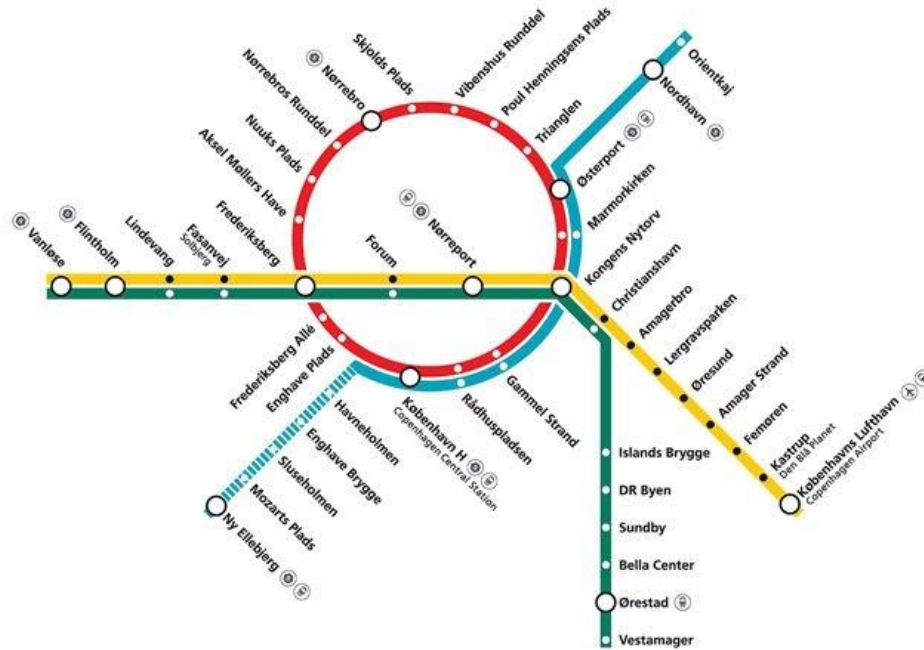 Vanløse
Flintholm
Lindevang
Fasanvej
Solbjerg
Frederiksberg
Aksel Møllers Have
Nuuks Plads
Nørrebros Runddel
Nørrebro
Skjolds Plads
Vibenshus Runddel
Poul Henningsens Plads
Trianglen
Østerport
Nordhavn
Orientkaj
Marmorkirken
Forum
Nørreport
Kongens Nytorv
Christianshavn
Amagerbro
Lergravsparken
Øresund
Amager Strand
Femøren
Kastrup
Den Blå Planet
Københavns Lufthavn
Copenhagen Airport
Frederiksberg Allé
Enghave Plads
København H
Copenhagen Central Station
Rådhuspladsen
Gammel Strand
Havneholmen
Enghave Brygge
Sluseholmen
Mozarts Plads
Ny Ellebjerg
Islands Brygge
DR Byen
Sundby
Bella Center
Ørestad
Vestamager